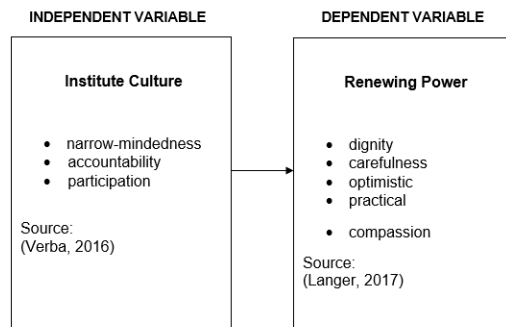 INDEPENDENT VARIABLE
Institute Culture
• narrow-mindedness
• accountability
• participation
Source:
(Verba, 2016)
DEPENDENT VARIABLE
Renewing Power
• dignity
• carefulness
• optimistic
• practical
• compassion
Source:
(Langer, 2017)